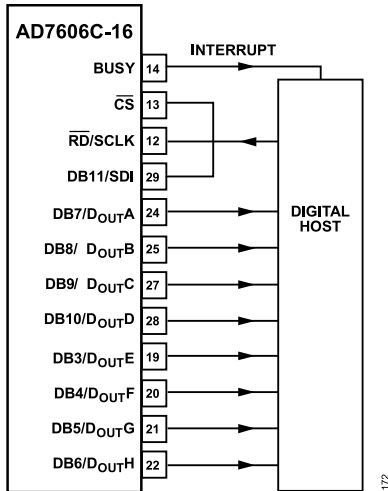 AD7606C-16
BUSY 14 INTERRUPT
CS 13
RD/SCLK 12
DB11/SDI 29
DB7/DOUTA 24
DB8/ DOUTB 25
DB9/ DOUTC 27
DB10/DOUTD 28
DB3/DOUTE 19
DB4/DOUTF 20
DB5/DOUTG 21
DB6/DOUTH 22
DIGITAL
HOST
172